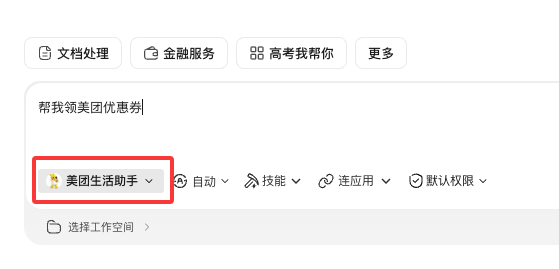 文档处理 金融服务 高考我帮你 更多
帮我领美团优惠券
美团生活助手 自动 技能 连应用 默认权限
选择工作空间